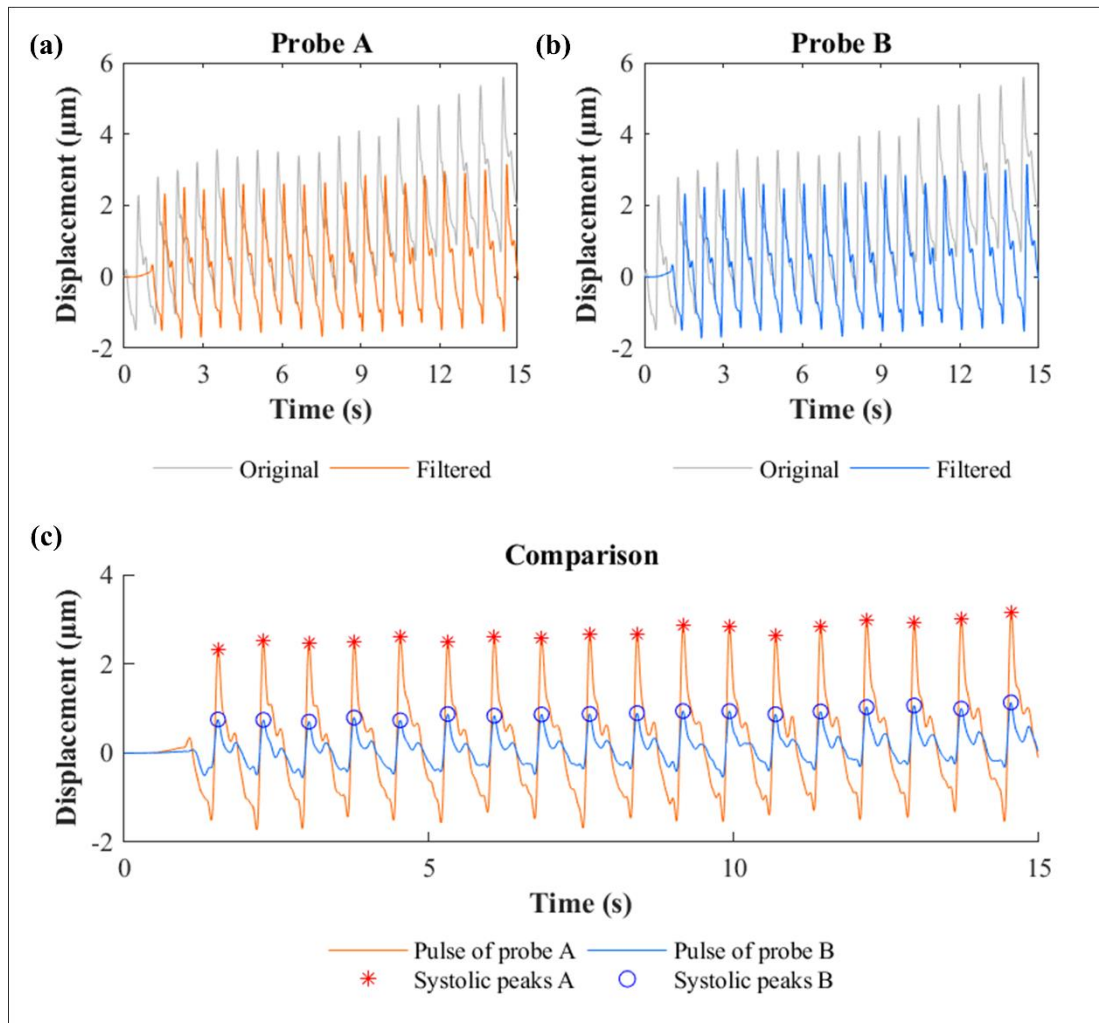 (a)
Probe A
Displacement (μm)
6
4
2
0
-2
0 3 6 9 12 15
Time (s)
Original Filtered
(b)
Probe B
Displacement (μm)
6
4
2
0
-2
0 3 6 9 12 15
Time (s)
Original Filtered
(c)
Comparison
Displacement (μm)
4
2
0
-2
0 5 10 15
Time (s)
Pulse of probe A Pulse of probe B
Systolic peaks A Systolic peaks B